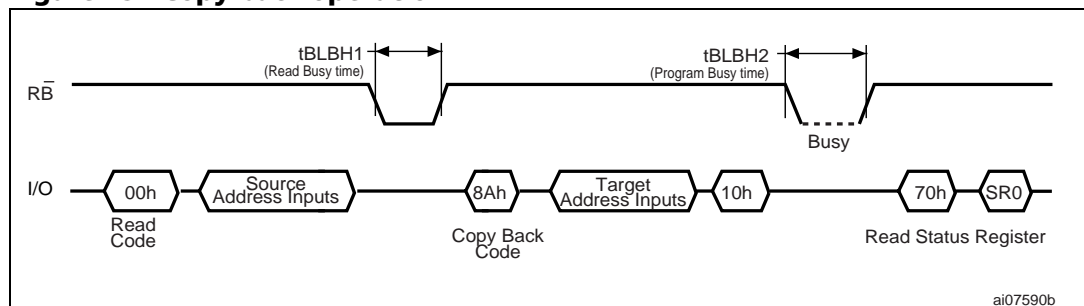 tBLBH1
(Read Busy time)
tBLBH2
(Program Busy time)
RB
Busy
I/O
00h
Source
Address Inputs
8Ah
Target
Address Inputs
10h
70h
SR0
Read
Code
Copy Back
Code
Read Status Register
ai07590b